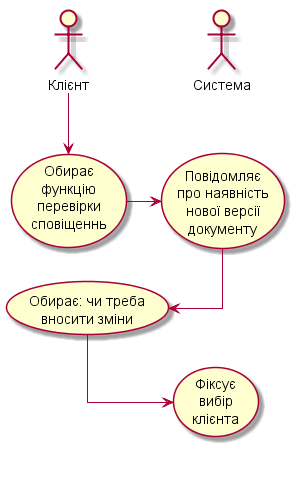 Клієнт
Система
Обирає
функцію
перевірки
сповіщеннь
Повідомляє
про наявність
нової версії
документу
Обирає: чи треба
вносити зміни
Фіксує
вибір
клієнта